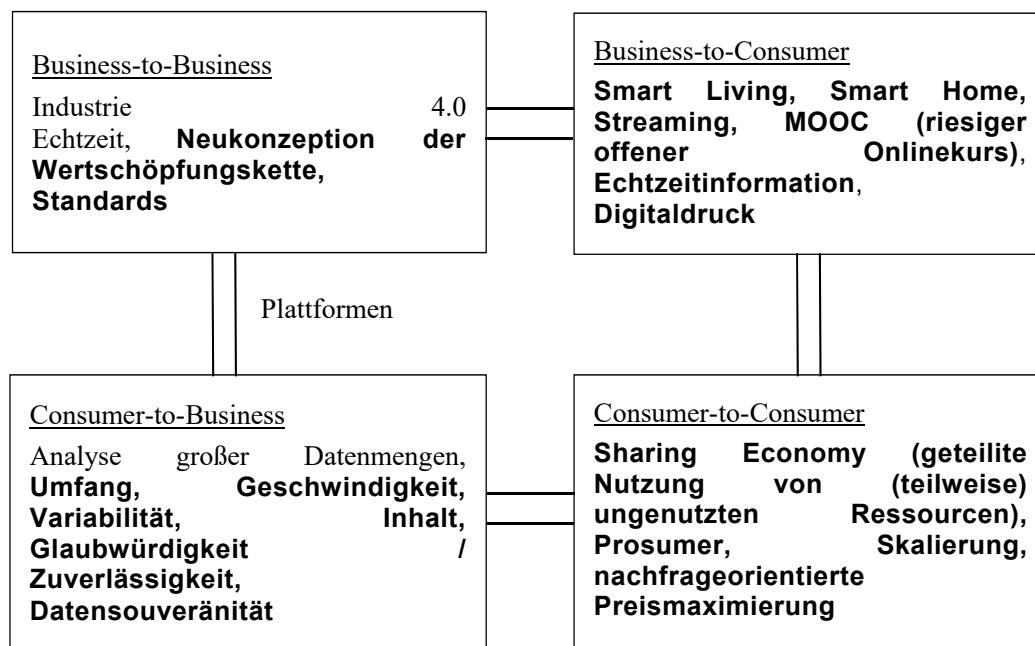 Business-to-Business
Industrie 4.0
Echtzeit, Neukonzeption der
Wertschöpfungskette,
Standards
Business-to-Consumer
Smart Living, Smart Home,
Streaming, MOOC (riesiger
offener Onlinekurs),
Echtzeitinformation,
Digitaldruck
Plattformen
Consumer-to-Business
Analyse großer Datenmengen,
Umfang, Geschwindigkeit,
Variabilität, Inhalt,
Glaubwürdigkeit /
Zuverlässigkeit,
Datensouveränität
Consumer-to-Consumer
Sharing Economy (geteilite
Nutzung von (teilweise)
ungenutzten Ressourcen),
Prosumer, Skalierung,
nachfrageorientierte
Preismaximierung